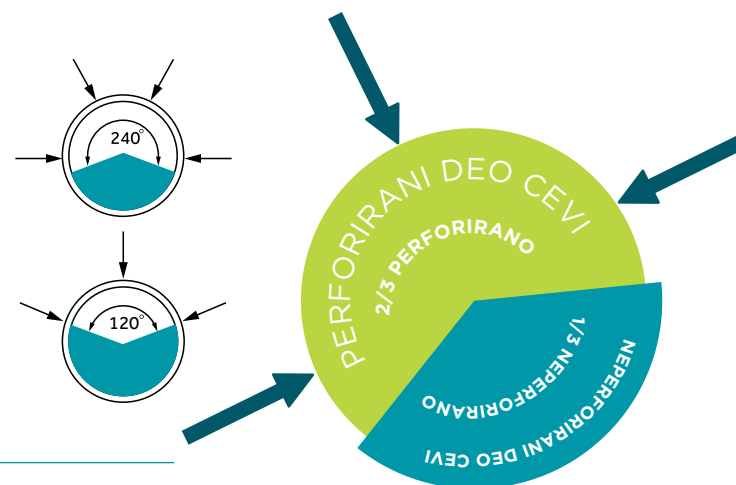 240°
120°
PERFORIRANI DEO CEVI
2/3 PERFORIRANO
1/3 NEPERFORIRANO
NEPERFORIRANI DEO CEVI